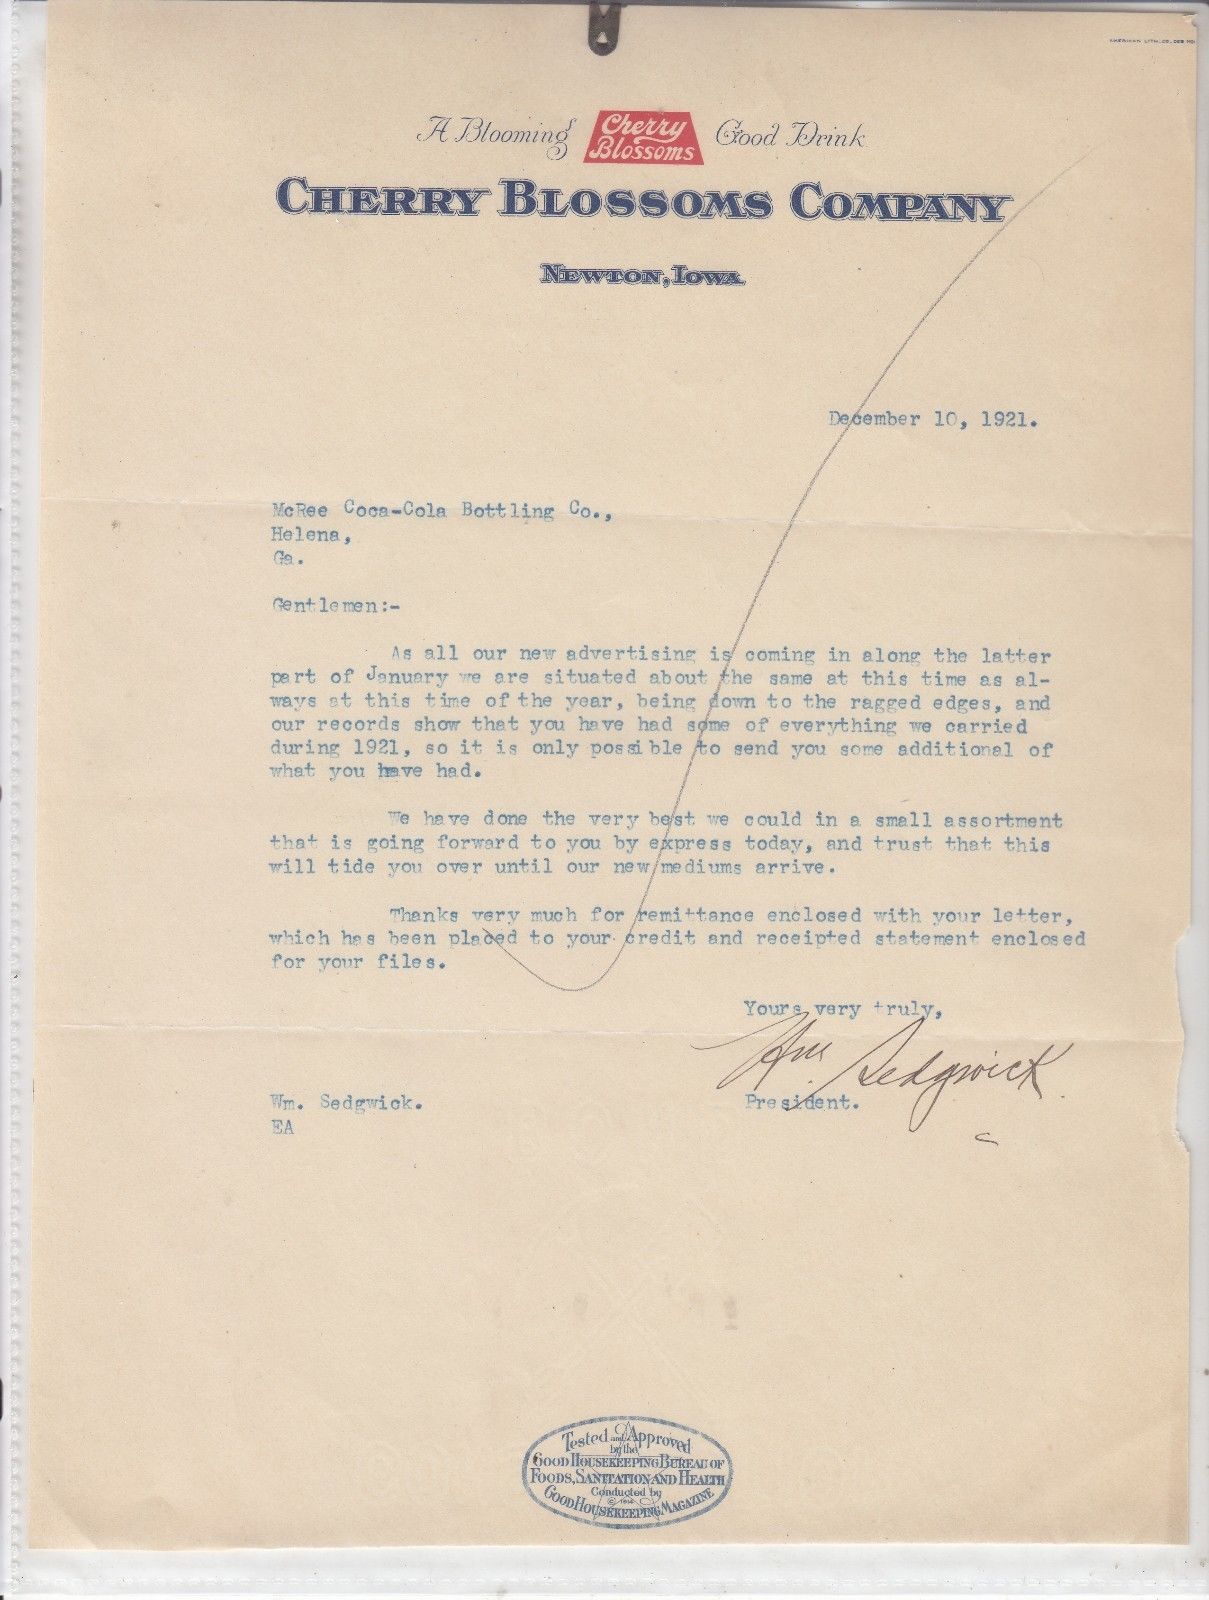 AMERICAN LITH. CO. DES MO
A Blooming Cherry Blossoms Good Drink
CHERRY BLOSSOMS COMPANY
NEWTON, IOWA
December 10, 1921.
McRee Coca-Cola Bottling Co.,
Helena,
Ga.
Gentlemen:-
As all our new advertising is coming in along the latter
part of January we are situated about the same at this time as al-
ways at this time of the year, being down to the ragged edges, and
our records show that you have had some of everything we carried
during 1921, so it is only possible to send you some additional of
what you have had.
We have done the very best we could in a small assortment
that is going forward to you by express today, and trust that this
will tide you over until our new mediums arrive.
Thanks very much for remittance enclosed with your letter,
which has been placed to your credit and receipted statement enclosed
for your files.
Yours very truly,
Wm. Sedgwick
Wm. Sedgwick. President.
EA
Tested and Approved
by the
GOOD HOUSEKEEPING BUREAU OF
FOODS, SANITATION AND HEALTH
Conducted by
GOOD HOUSEKEEPING MAGAZINE